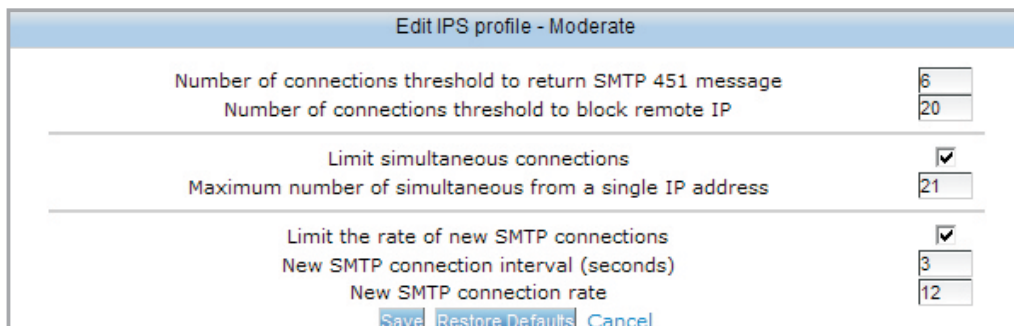 Edit IPS profile - Moderate
Number of connections threshold to return SMTP 451 message 6
Number of connections threshold to block remote IP 20
Limit simultaneous connections
Maximum number of simultaneous from a single IP address 21
Limit the rate of new SMTP connections
New SMTP connection interval (seconds) 3
New SMTP connection rate 12
Save Restore Defaults Cancel